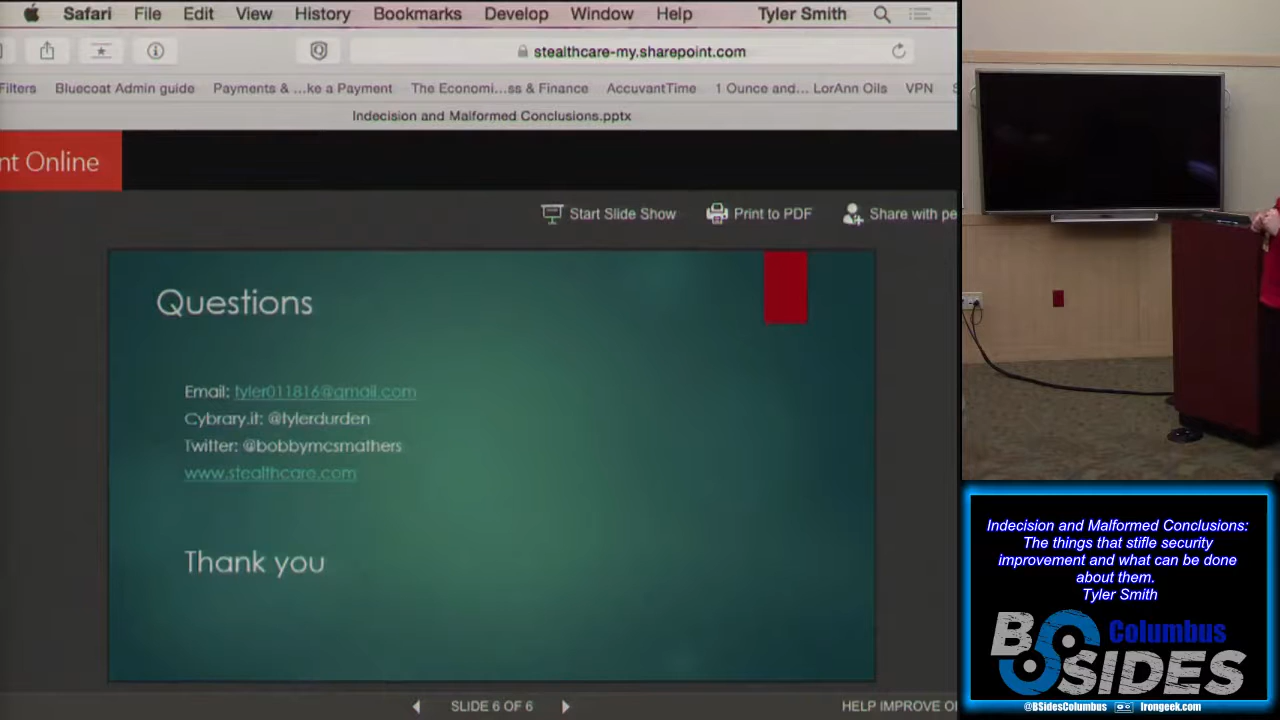 Safari File Edit View History Bookmarks Develop Window Help Tyler Smith
stealthcare-my.sharepoint.com
Filters Bluecoat Admin guide Payments & ...ke a Payment The Economi...ss & Finance AccuvantTime 1 Ounce and... LorAnn Oils VPN
Indecision and Malformed Conclusions.pptx
nt Online
Start Slide Show Print to PDF Share with pe
Questions
Email: tyler011816@gmail.com
Cybrary.it: @tylerdurden
Twitter: @bobbymcsmathers
www.stealthcare.com
Thank you
SLIDE 6 OF 6
HELP IMPROVE O
Indecision and Malformed Conclusions:
The things that stifle security
improvement and what can be done
about them.
Tyler Smith
BSIDES Columbus
@BSidesColumbus Irongeek.com